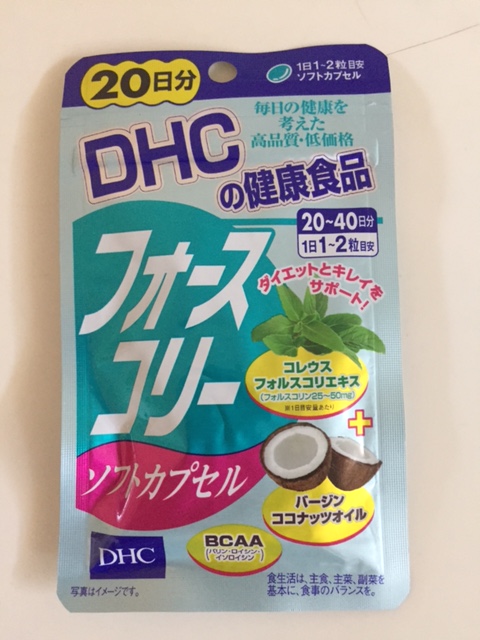 20日分
1日1~2粒目安
ソフトカプセル
毎日の健康を
考えた
高品質・低価格
DHC
の健康食品
20~40日分
1日1~2粒目安
ダイエットとキレイを
サポート!
フォース
コリー
ソフトカプセル
コレウス
フォルスコリエキス
(フォルスコリン25~50mg)
※1日目安量あたり
+
バージン
ココナッツオイル
BCAA
(バリン・ロイシン・
イソロイシン)
DHC
写真はイメージです。
食生活は、主食、主菜、副菜を
基本に、食事のバランスを。